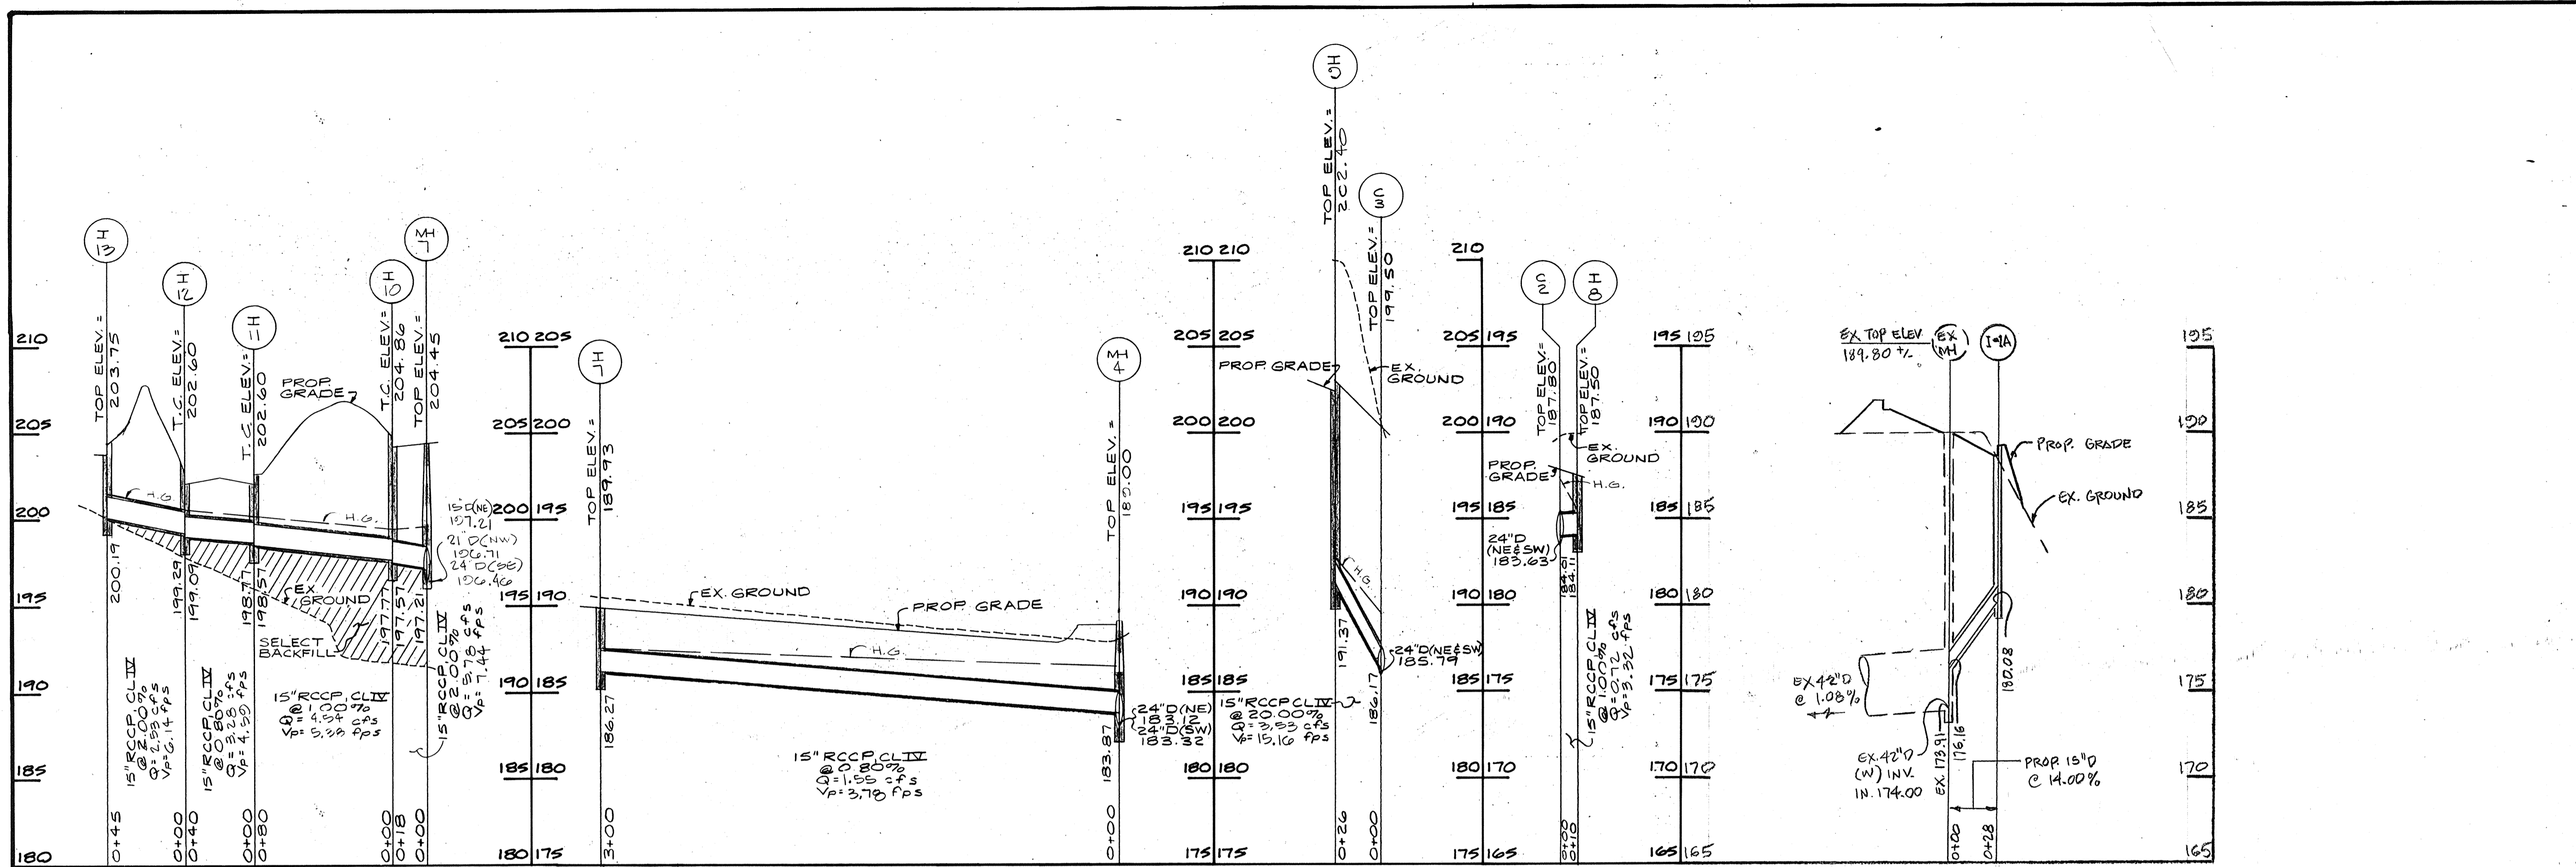 I
13
TOP ELEV. =
203.75
I
12
T.C. ELEV. =
202.60
I
11
T.C. ELEV. =
202.60
I
10
T.C. ELEV. =
204.86
MH
7
TOP ELEV. =
204.45
210
205
200
195
190
185
180
PROP.
GRADE
H.G.
H.G.
EX.
GROUND
SELECT
BACKFILL
15"D(NE)
197.21
21"D(NW)
196.71
24"D(SE)
196.46
200.19
199.29
199.09
198.77
198.57
197.77
197.57
197.21
15" RCCP, CL IV
@ 2.00%
Q = 2.53 cfs
Vp = 6.14 fps
15" RCCP, CL IV
@ 0.80%
Q = 3.28 cfs
Vp = 4.59 fps
15" RCCP, CL IV
@ 1.00%
Q = 4.54 cfs
Vp = 5.38 fps
15" RCCP, CL IV
@ 2.00%
Q = 5.78 cfs
Vp = 7.44 fps
0+45
0+00
0+40
0+00
0+80
0+00
0+18
0+00
210 205
205 200
200 195
195 190
190 185
185 180
180 175
I
7
TOP ELEV. =
189.93
MH
4
TOP ELEV. =
189.00
EX. GROUND
PROP. GRADE
H.G.
186.27
183.87
24"D(NE)
183.12
24"D(SW)
183.32
15" RCCP, CL IV
@ 0.80%
Q = 1.55 cfs
Vp = 3.78 fps
3+00
0+00
210 210
205 205
200 200
195 195
190 190
185 185
180 180
175 175
I
9
TOP ELEV. =
202.40
C
3
TOP ELEV. =
199.50
PROP. GRADE
EX.
GROUND
H.G.
24"D(NE&SW)
185.79
191.37
186.17
15" RCCP CL IV
@ 20.00%
Q = 3.53 cfs
Vp = 15.16 fps
0+26
0+00
210
205 195
200 190
195 185
190 180
185 175
180 170
175 165
C
2
TOP ELEV. =
187.80
I
8
TOP ELEV. =
187.50
EX.
GROUND
PROP.
GRADE
H.G.
24"D
(NE&SW)
183.63
184.01
184.11
15" RCCP, CL IV
@ 1.00%
Q = 0.72 cfs
Vp = 3.32 fps
0+00
0+10
195 195
190 190
185 185
180 180
175 175
170 170
165 165
EX TOP ELEV.
189.80 +/-
EX
MH
I-9A
PROP. GRADE
EX. GROUND
EX 42"D
@ 1.08%
EX. 42"D
(W) INV.
IN. 174.00
EX. 173.91
176.16
180.08
PROP. 15"D
@ 14.00%
0+00
0+28
195
190
185
180
175
170
165